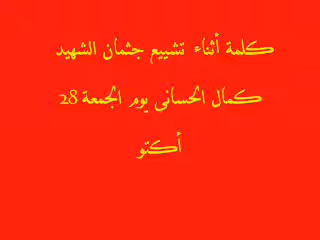 كلمة أثناء تشييع جثمان الشهيد
كمال الحساني يوم الجمعة 28
أكتو